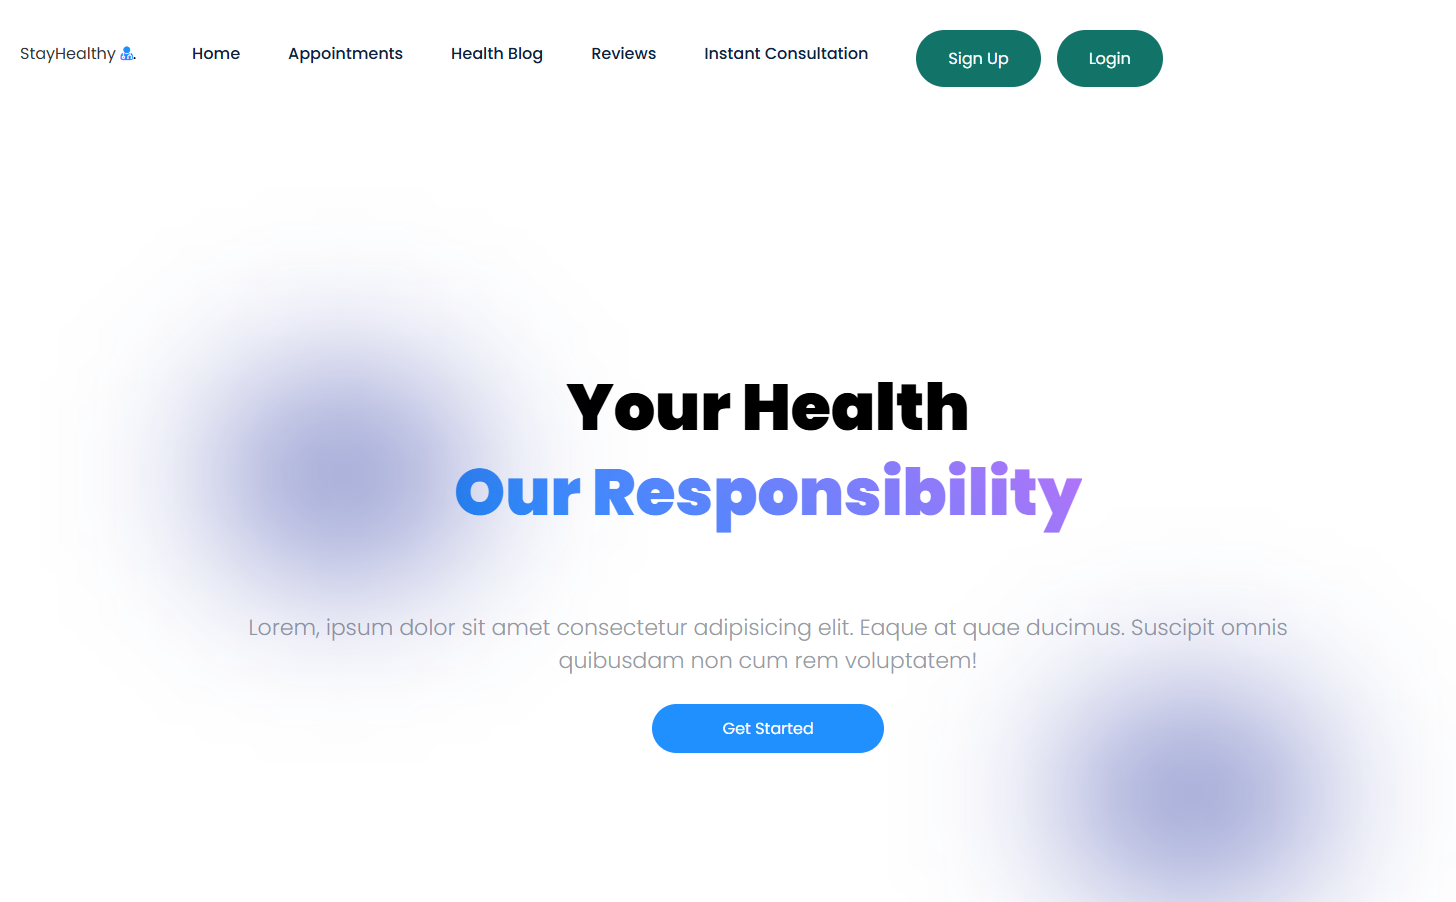 StayHealthy .
Home
Appointments
Health Blog
Reviews
Instant Consultation
Sign Up
Login
Your Health
Our Responsibility
Lorem, ipsum dolor sit amet consectetur adipisicing elit. Eaque at quae ducimus. Suscipit omnis
quibusdam non cum rem voluptatem!
Get Started